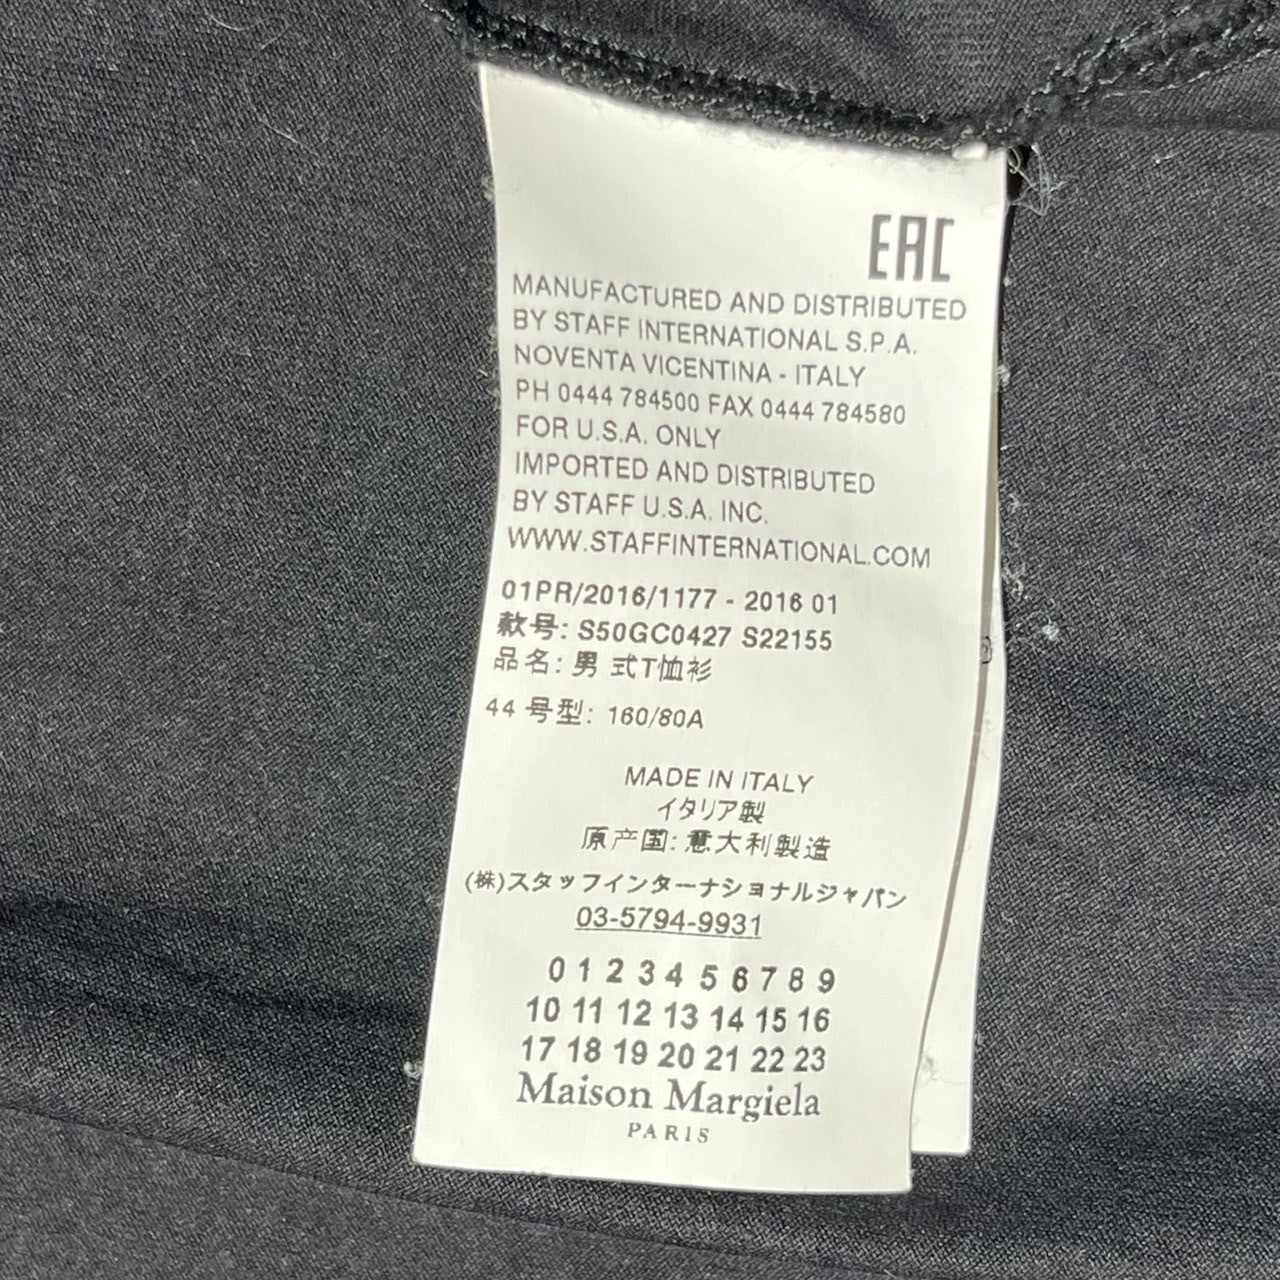 EAC
MANUFACTURED AND DISTRIBUTED
BY STAFF INTERNATIONAL S.P.A.
NOVENTA VICENTINA - ITALY
PH 0444 784500 FAX 0444 784580
FOR U.S.A. ONLY
IMPORTED AND DISTRIBUTED
BY STAFF U.S.A. INC.
WWW.STAFFINTERNATIONAL.COM
01PR/2016/1177 - 2016 01
款号: S50GC0427 S22155
品名: 男 式T恤衫
44 号型: 160/80A
MADE IN ITALY
イタリア製
原产国: 意大利製造
(株)スタッフインターナショナルジャパン
03-5794-9931
0 1 2 3 4 5 6 7 8 9
10 11 12 13 14 15 16
17 18 19 20 21 22 23
Maison Margiela
PARIS